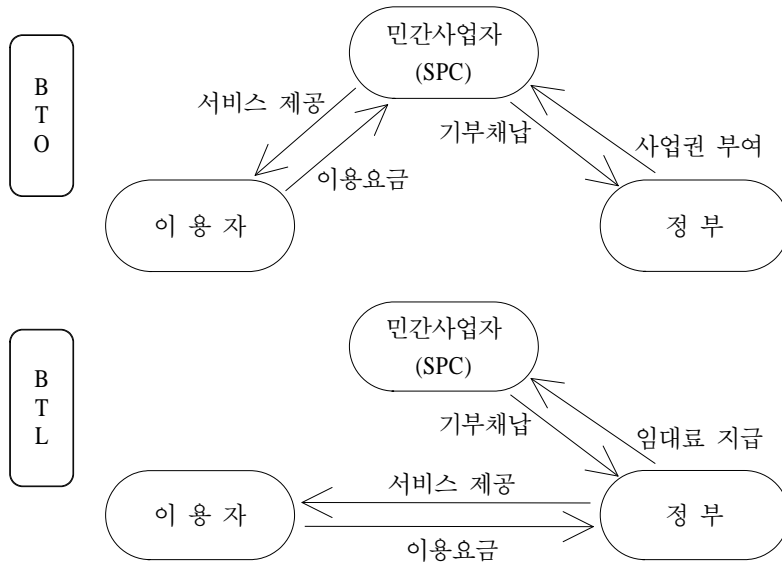 B
T
O
민간사업자
(SPC)
서비스 제공
기부채납
사업권 부여
이용요금
이 용 자
정 부
B
T
L
민간사업자
(SPC)
기부채납
임대료 지급
서비스 제공
이 용 자
정 부
이용요금